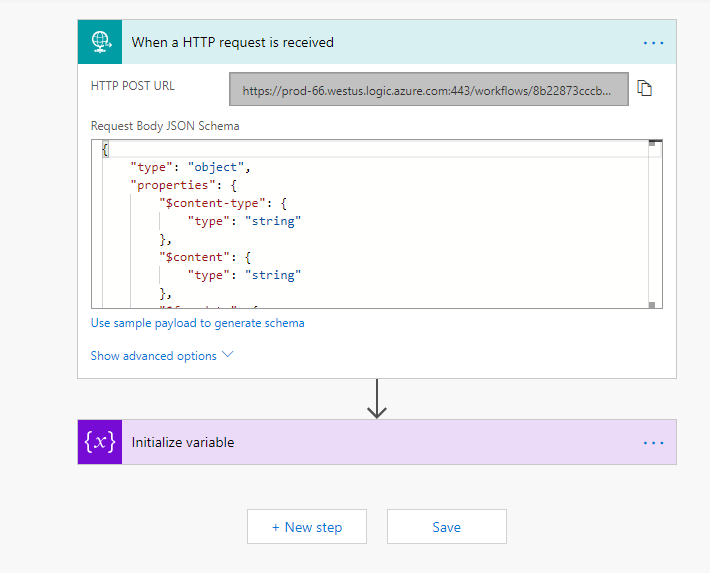 When a HTTP request is received
...
HTTP POST URL
https://prod-66.westus.logic.azure.com:443/workflows/8b22873cccb...
Request Body JSON Schema
{
"type": "object",
"properties": {
"$content-type": {
"type": "string"
},
"$content": {
"type": "string"
},
Use sample payload to generate schema
Show advanced options
{x}
Initialize variable
...
+ New step
Save